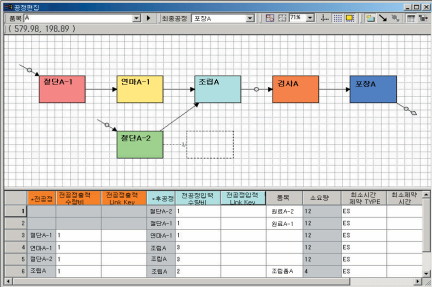 공정편집
품목 A 최종공정 포장A 71%
( 579,98, 198,89 )
절단A-1 연마A-1 조립A 검사A 포장A
절단A-2
*전공정 전공정출력 수량비 전공정출력 Link Key *후공정 전공정입력 수량비 전공정입력 Link Key 품목 소요량 최소시간 제약 TYPE 최소제약 시간
1 절단A-2 1 원료A-2 12 ES
2 절단A-1 1 원료A-1 12 ES
3 절단A-1 1 연마A-1 1 12 ES
4 연마A-1 1 조립A 3 12 ES
5 절단A-2 1 조립A 3 12 ES
6 조립A 1 검사A 2 조립품A 4 ES